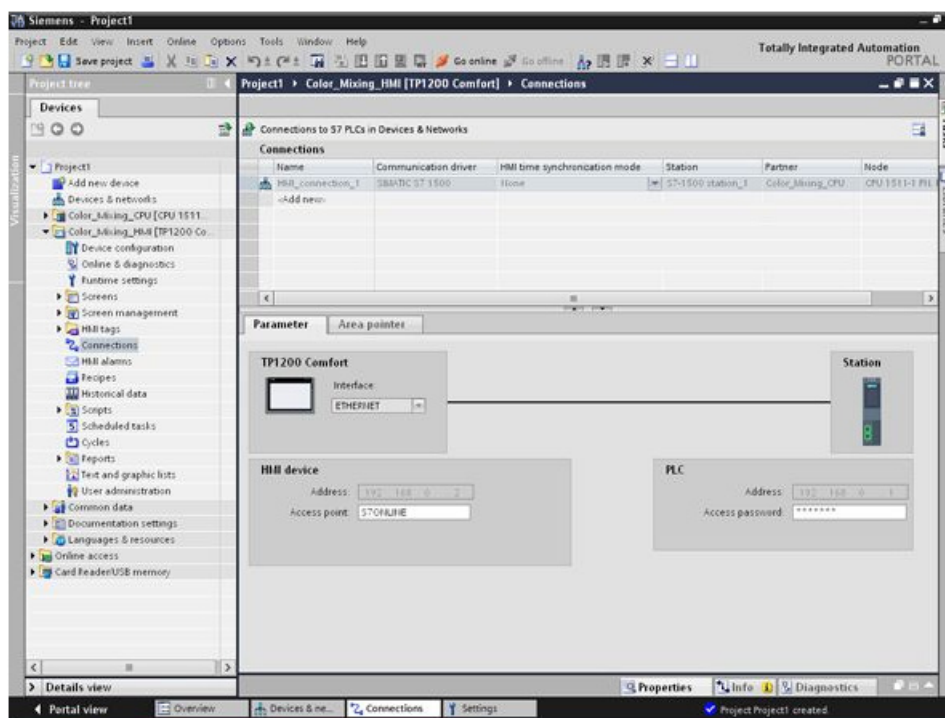 Siemens - Project1
Project Edit View Insert Online Options Tools Window Help
Totally Integrated Automation
PORTAL
Save project
Go online
Go offline
Project tree
Project1 › Color_Mixing_HMI [TP1200 Comfort] › Connections
Devices
Connections to S7 PLCs in Devices & Networks
Connections
Name Communication driver HMI time synchronization mode Station Partner Node
HMI_connection_1 SIMATIC S7 1500 None S7-1500 station_1 Color_Mixing_CPU CPU 1511-1 PN,
<Add new>
Visualization
Project1
Add new device
Devices & networks
Color_Mixing_CPU [CPU 1511...
Color_Mixing_HMI [TP1200 Co...
Device configuration
Online & diagnostics
Runtime settings
Screens
Screen management
HMI tags
Connections
HMI alarms
Recipes
Historical data
Scripts
Scheduled tasks
Cycles
Reports
Text and graphic lists
User administration
Common data
Documentation settings
Languages & resources
Online access
Card Reader/USB memory
Parameter
Area pointer
TP1200 Comfort
Interface:
ETHERNET
Station
HMI device
Address: 192 168 0 2
Access point: S7ONLINE
PLC
Address: 192 168 0 1
Access password: *******
Details view
Properties Info Diagnostics
Portal view Overview Devices & ne... Connections Settings
Project Project1 created.